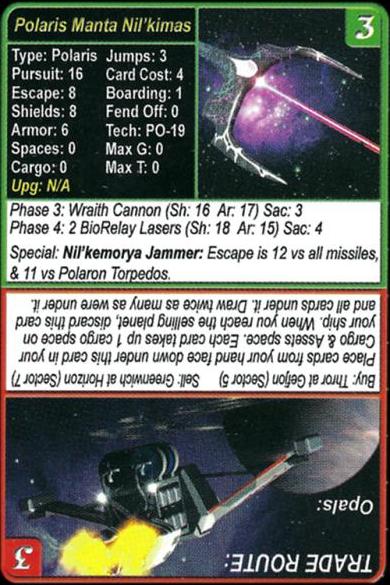 Polaris Manta Nil'kimas
3
Type: Polaris Jumps: 3
Pursuit: 16 Card Cost: 4
Escape: 8 Boarding: 1
Shields: 8 Fend Off: 0
Armor: 6 Tech: PO-19
Spaces: 0 Max G: 0
Cargo: 0 Max T: 0
Upg: N/A
Phase 3: Wraith Cannon (Sh: 16 Ar: 17) Sac: 3
Phase 4: 2 BioRelay Lasers (Sh: 18 Ar: 15) Sac: 4
Special: Nil'kemorya Jammer: Escape is 12 vs all missiles,
& 11 vs Polaron Torpedos.
TRADE ROUTE:
3
Opals:
Buy: Thror at Gefjon (Sector 5) Sell: Greenwich at Horizon (Sector 7)
Place cards from your hand face down under this card in your
Cargo & Assets space. Each card takes up 1 cargo space on
your ship. When you reach the selling planet, discard this card
and all cards under it. Draw twice as many as were under it.